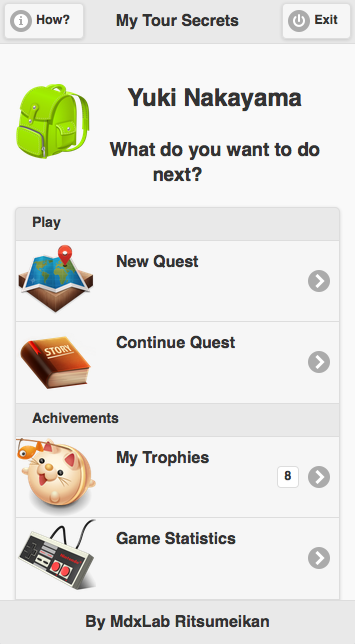 How?
My Tour Secrets
Exit
Yuki Nakayama
What do you want to do
next?
Play
New Quest
STORY
Continue Quest
Achivements
My Trophies
8
Game Statistics
By MdxLab Ritsumeikan